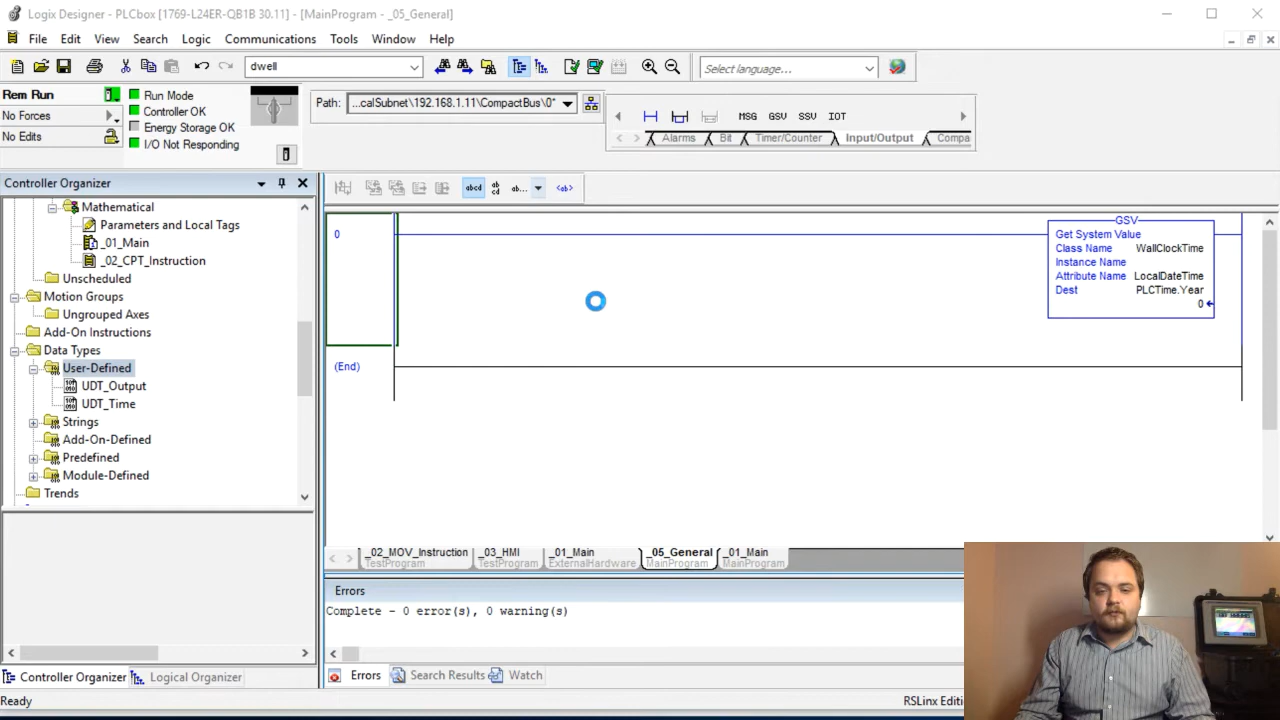 Logix Designer - PLCbox [1769-L24ER-QB1B 30.11] - [MainProgram - _05_General]
File Edit View Search Logic Communications Tools Window Help
dwell
Select language...
Rem Run
No Forces
No Edits
Run Mode
Controller OK
Energy Storage OK
I/O Not Responding
Path: ...calSubnet\192.168.1.11\CompactBus\0*
MSG GSV SSV IOT
Alarms Bit Timer/Counter Input/Output Compa
Controller Organizer
abcd
ab
cd
ab...
<ab>
Mathematical
Parameters and Local Tags
_01_Main
_02_CPT_Instruction
Unscheduled
Motion Groups
Ungrouped Axes
Add-On Instructions
Data Types
User-Defined
UDT_Output
UDT_Time
Strings
Add-On-Defined
Predefined
Module-Defined
Trends
0
GSV
Get System Value
Class Name WallClockTime
Instance Name
Attribute Name LocalDateTime
Dest PLCTime.Year
0
(End)
_02_MOV_Instruction
TestProgram
_03_HMI
TestProgram
_01_Main
ExternalHardware
_05_General
MainProgram
_01_Main
MainProgram
Errors
Complete - 0 error(s), 0 warning(s)
Errors Search Results Watch
Controller Organizer Logical Organizer
Ready
RSLinx Editi